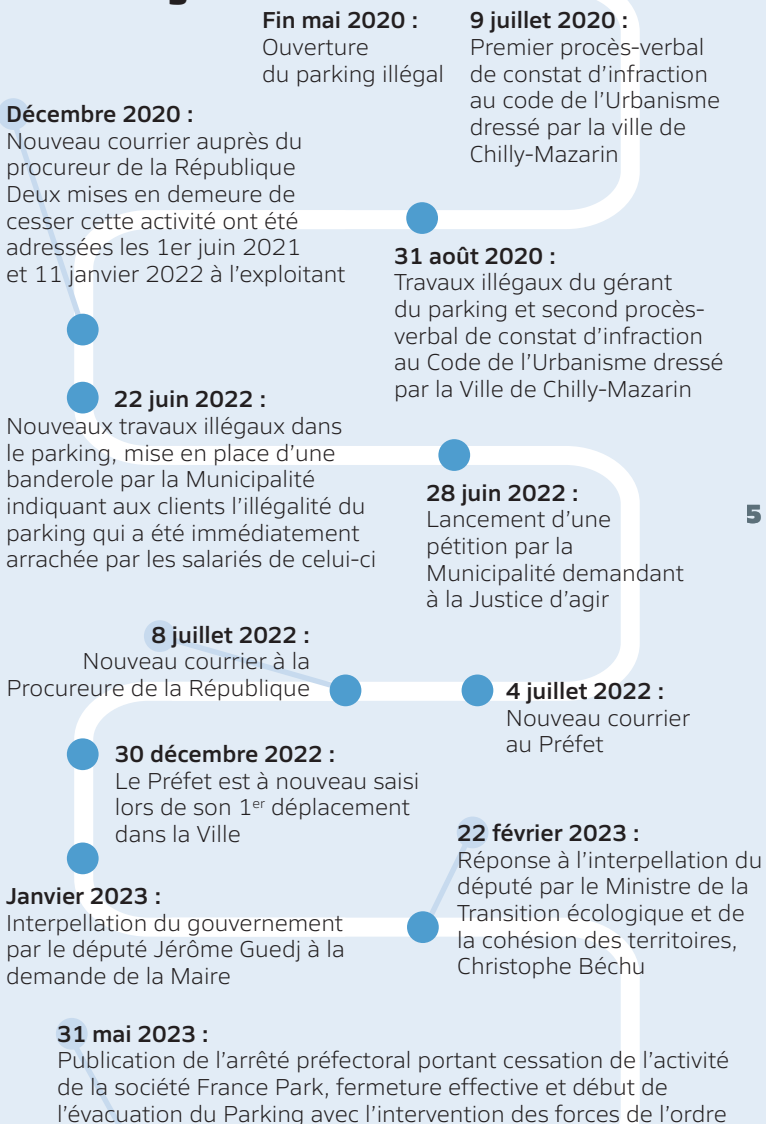 Fin mai 2020 :
Ouverture
du parking illégal
9 juillet 2020 :
Premier procès-verbal
de constat d'infraction
au code de l'Urbanisme
dressé par la ville de
Chilly-Mazarin
31 août 2020 :
Travaux illégaux du gérant
du parking et second procès-
verbal de constat d'infraction
au Code de l'Urbanisme dressé
par la Ville de Chilly-Mazarin
Décembre 2020 :
Nouveau courrier auprès du
procureur de la République
Deux mises en demeure de
cesser cette activité ont été
adressées les 1er juin 2021
et 11 janvier 2022 à l'exploitant
22 juin 2022 :
Nouveaux travaux illégaux dans
le parking, mise en place d'une
banderole par la Municipalité
indiquant aux clients l'illégalité du
parking qui a été immédiatement
arrachée par les salariés de celui-ci
28 juin 2022 :
Lancement d'une
pétition par la
Municipalité demandant
à la Justice d'agir
5
4 juillet 2022 :
Nouveau courrier
au Préfet
8 juillet 2022 :
Nouveau courrier à la
Procureure de la République
30 décembre 2022 :
Le Préfet est à nouveau saisi
lors de son 1er déplacement
dans la Ville
Janvier 2023 :
Interpellation du gouvernement
par le député Jérôme Guedj à la
demande de la Maire
22 février 2023 :
Réponse à l'interpellation du
député par le Ministre de la
Transition écologique et de
la cohésion des territoires,
Christophe Béchu
31 mai 2023 :
Publication de l'arrêté préfectoral portant cessation de l'activité
de la société France Park, fermeture effective et début de
l'évacuation du Parking avec l'intervention des forces de l'ordre